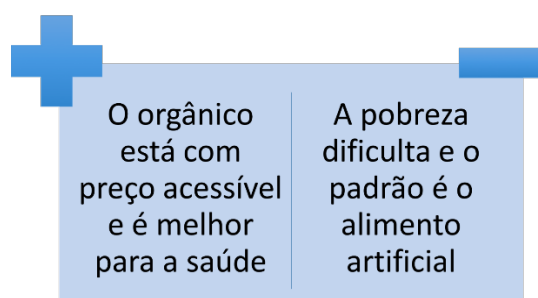 O orgânico
está com
preço acessível
e é melhor
para a saúde
A pobreza
dificulta e o
padrão é o
alimento
artificial